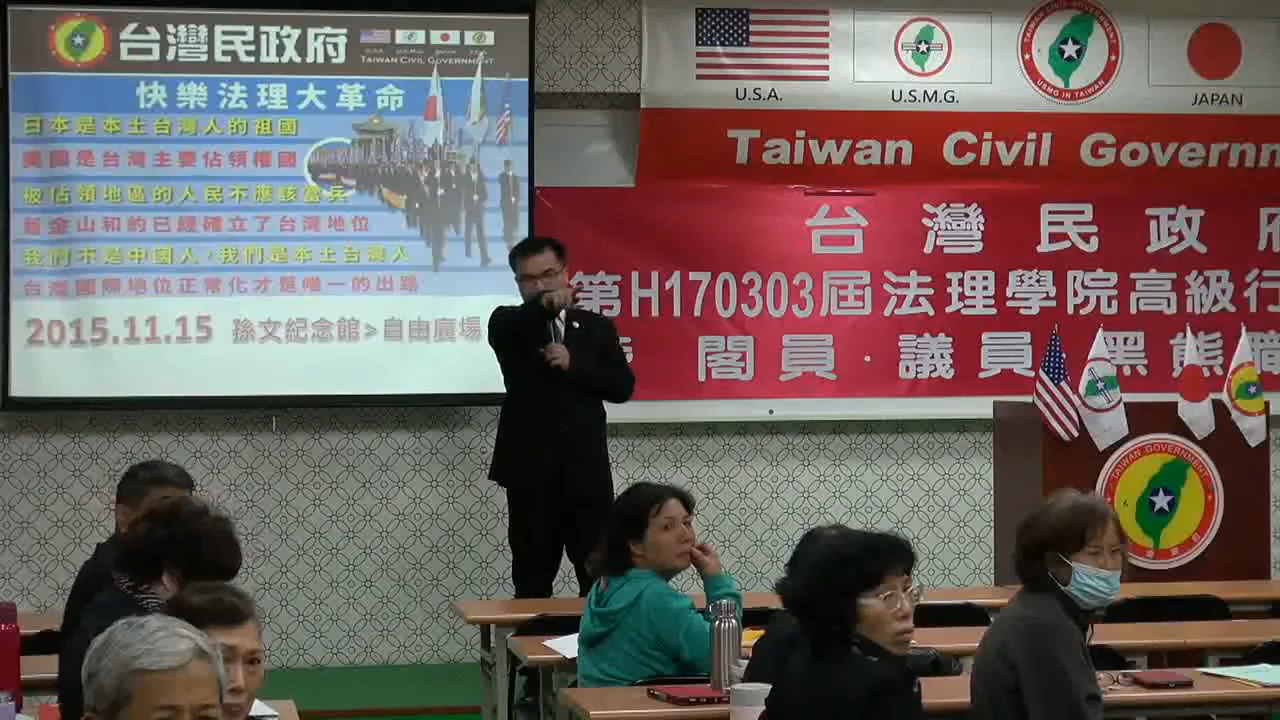 台灣民政府
TAIWAN CIVIL GOVERNMENT
快樂法理大革命
日本是本土台灣人的祖國
美國是台灣主要佔領權國
被佔領地區的人民不應該當兵
舊金山和約已經確立了台灣地位
我們不是中國人，我們是本土台灣人
台灣國際地位正常化才是唯一的出路
2015.11.15 孫文紀念館>自由廣場
U.S.A.
U.S.M.G.
TAIWAN CIVIL GOVERNMENT
USMG IN TAIWAN
JAPAN
Taiwan Civil Governm
台灣民政府
第H170303屆法理學院高級行
閣員·議員 黑熊職
TAIWAN GOVERNMENT